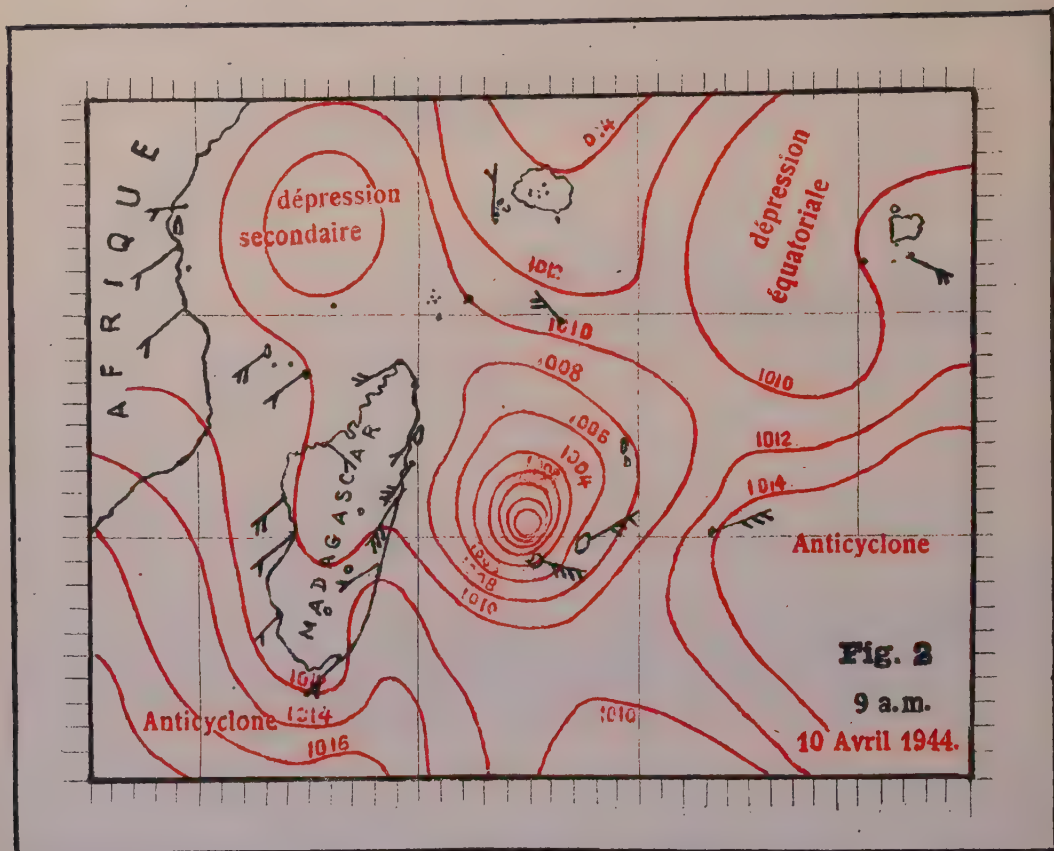 AFRIQUE
dépression
secondaire
dépression
équatoriale
1012
1010
1008
1006
1004
1010
1012
1014
MADAGASCAR
Anticyclone
1010
Anticyclone
1014
1016
1010
Fig. 2
9 a.m.
10 Avril 1944.